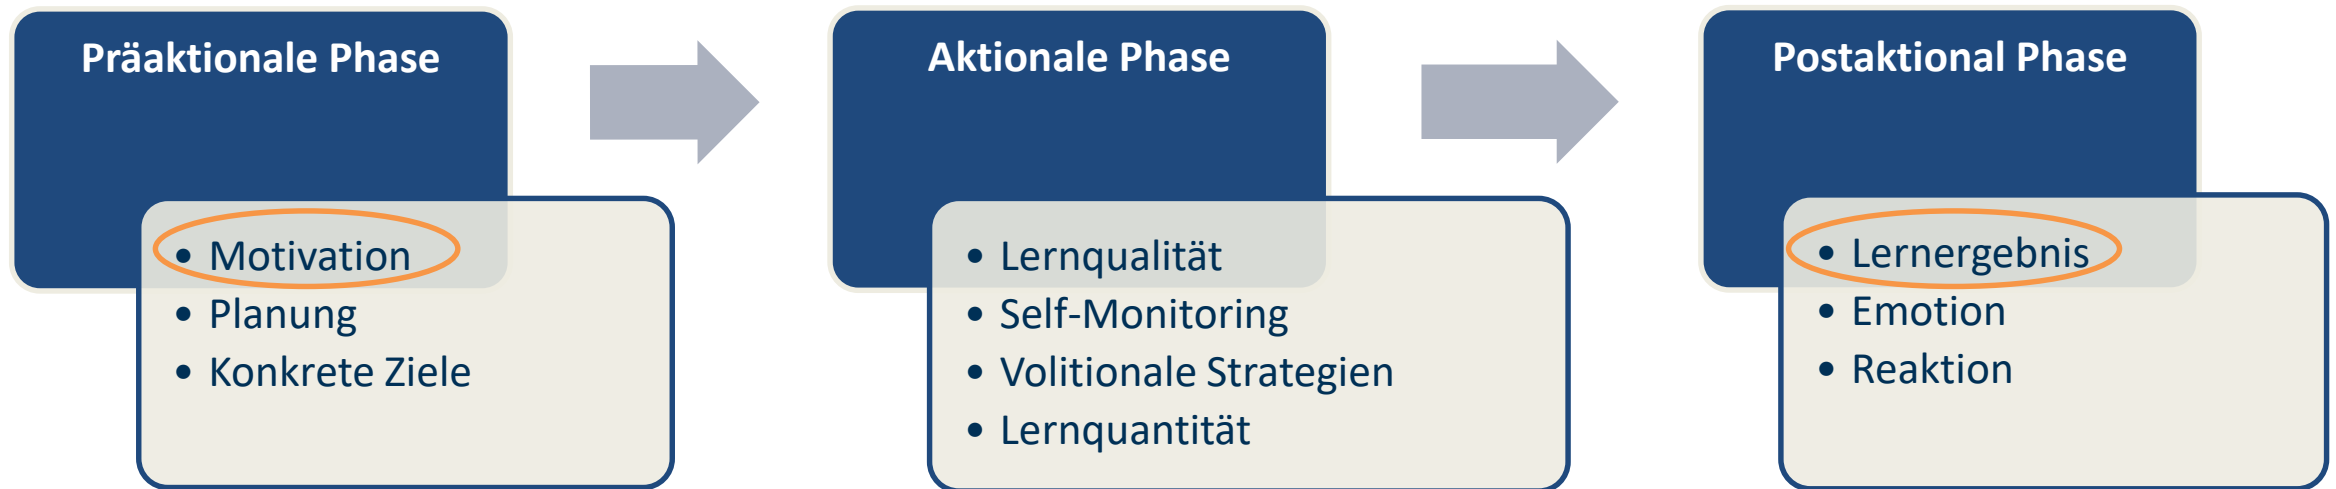 Präaktionale Phase
• Motivation
• Planung
• Konkrete Ziele
Aktionale Phase
• Lernqualität
• Self-Monitoring
• Volitionale Strategien
• Lernquantität
Postaktional Phase
• Lernergebnis
• Emotion
• Reaktion